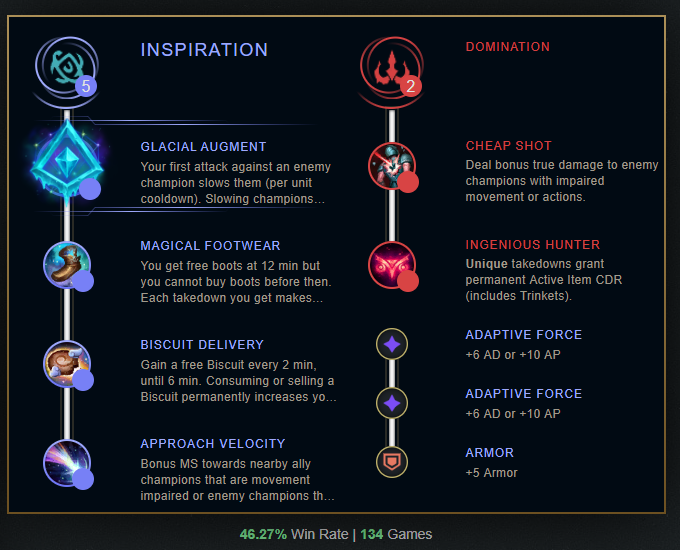 INSPIRATION
5
GLACIAL AUGMENT
Your first attack against an enemy
champion slows them (per unit
cooldown). Slowing champions...
MAGICAL FOOTWEAR
You get free boots at 12 min but
you cannot buy boots before then.
Each takedown you get makes...
BISCUIT DELIVERY
Gain a free Biscuit every 2 min,
until 6 min. Consuming or selling a
Biscuit permanently increases yo...
APPROACH VELOCITY
Bonus MS towards nearby ally
champions that are movement
impaired or enemy champions th...
DOMINATION
2
CHEAP SHOT
Deal bonus true damage to enemy
champions with impaired
movement or actions.
INGENIOUS HUNTER
Unique takedowns grant
permanent Active Item CDR
(includes Trinkets).
ADAPTIVE FORCE
+6 AD or +10 AP
ADAPTIVE FORCE
+6 AD or +10 AP
ARMOR
+5 Armor
46.27% Win Rate | 134 Games